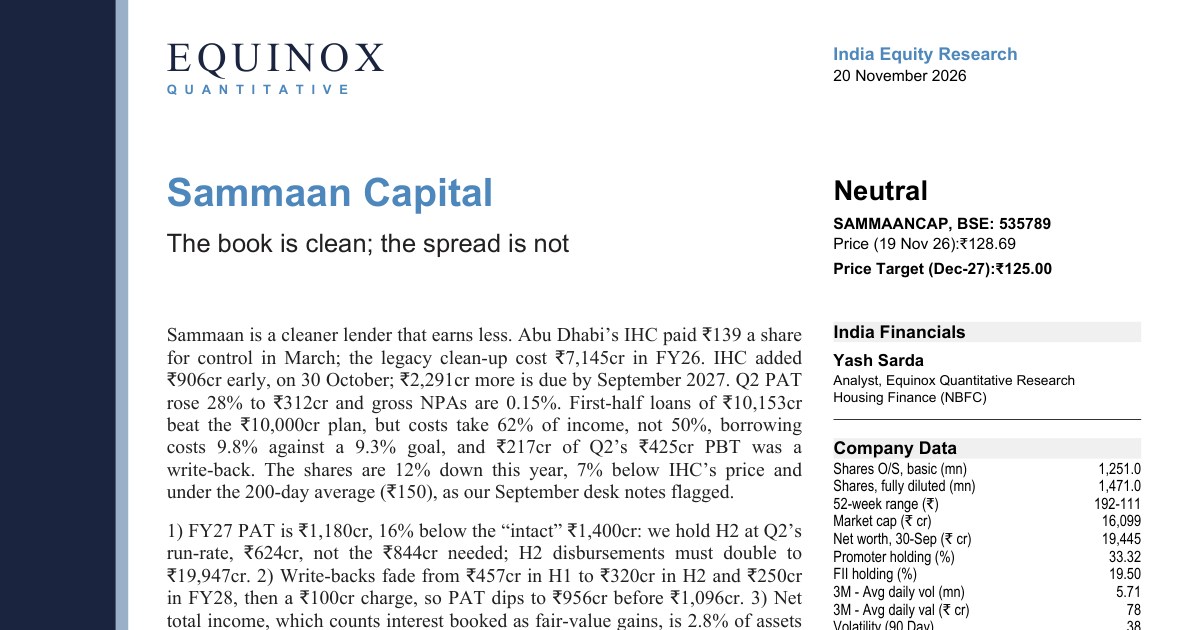 EQUINOX
QUANTITATIVE
India Equity Research
20 November 2026
Sammaan Capital
The book is clean; the spread is not
Neutral
SAMMAANCAP, BSE: 535789
Price (19 Nov 26):₹128.69
Price Target (Dec-27):₹125.00
Sammaan is a cleaner lender that earns less. Abu Dhabi’s IHC paid ₹139 a share
for control in March; the legacy clean-up cost ₹7,145cr in FY26. IHC added
₹906cr early, on 30 October; ₹2,291cr more is due by September 2027. Q2 PAT
rose 28% to ₹312cr and gross NPAs are 0.15%. First-half loans of ₹10,153cr
beat the ₹10,000cr plan, but costs take 62% of income, not 50%, borrowing
costs 9.8% against a 9.3% goal, and ₹217cr of Q2’s ₹425cr PBT was a
write-back. The shares are 12% down this year, 7% below IHC’s price and
under the 200-day average (₹150), as our September desk notes flagged.
1) FY27 PAT is ₹1,180cr, 16% below the “intact” ₹1,400cr: we hold H2 at Q2’s
run-rate, ₹624cr, not the ₹844cr needed; H2 disbursements must double to
₹19,947cr. 2) Write-backs fade from ₹457cr in H1 to ₹320cr in H2 and ₹250cr
in FY28, then a ₹100cr charge, so PAT dips to ₹956cr before ₹1,096cr. 3) Net
total income, which counts interest booked as fair-value gains, is 2.8% of assets
India Financials
Yash Sarda
Analyst, Equinox Quantitative Research
Housing Finance (NBFC)
Company Data
Shares O/S, basic (mn) 1,251.0
Shares, fully diluted (mn) 1,471.0
52-week range (₹) 192-111
Market cap (₹ cr) 16,099
Net worth, 30-Sep (₹ cr) 19,445
Promoter holding (%) 33.32
FII holding (%) 19.50
3M - Avg daily vol (mn) 5.71
3M - Avg daily val (₹ cr) 78
Volatility (90 Day) 38